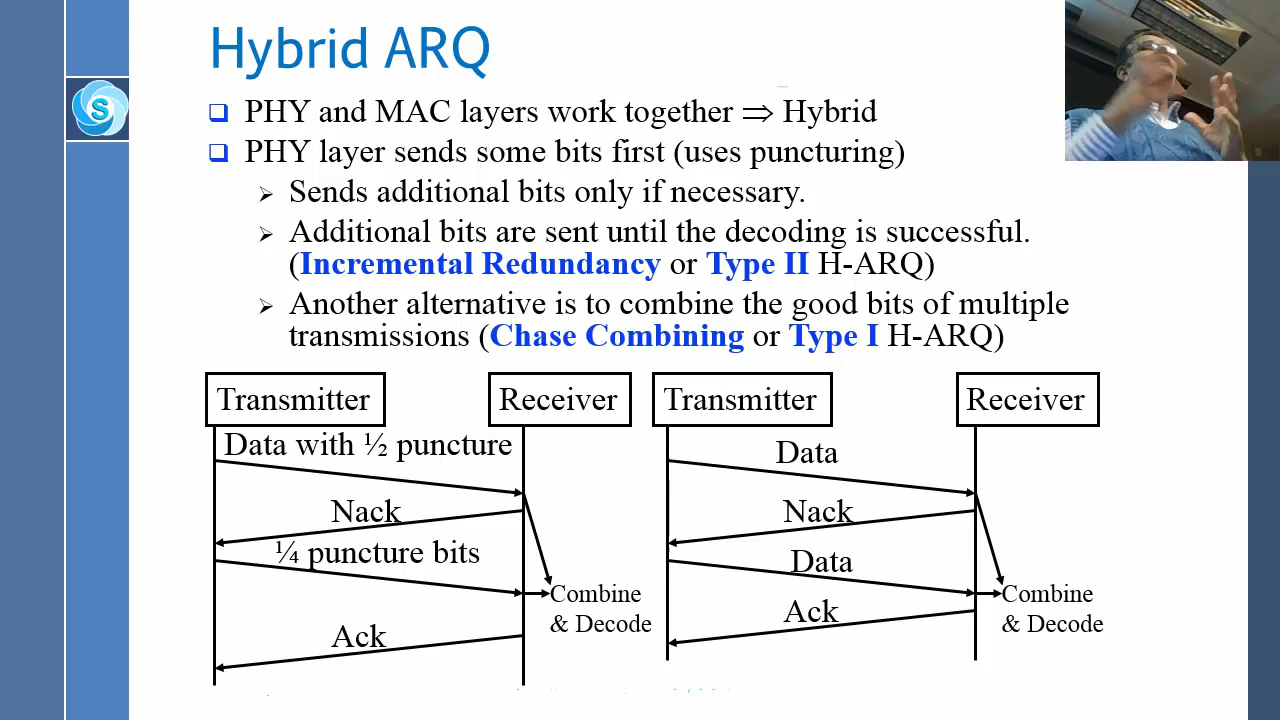 Hybrid ARQ
S
PHY and MAC layers work together ⇒ Hybrid
PHY layer sends some bits first (uses puncturing)
Sends additional bits only if necessary.
Additional bits are sent until the decoding is successful.
(Incremental Redundancy or Type II H-ARQ)
Another alternative is to combine the good bits of multiple
transmissions (Chase Combining or Type I H-ARQ)
Transmitter
Receiver
Data with ½ puncture
Nack
¼ puncture bits
Combine
& Decode
Ack
Transmitter
Receiver
Data
Nack
Data
Combine
& Decode
Ack